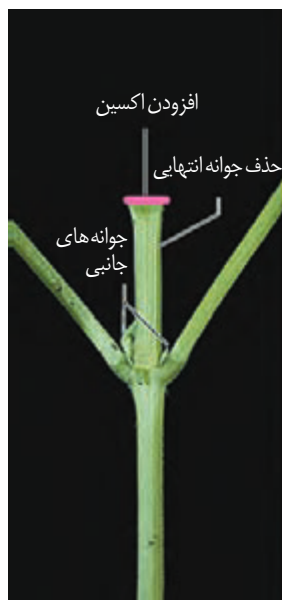 افزودن اکسین
حذف جوانه انتهایی
جوانه‌های
جانبی